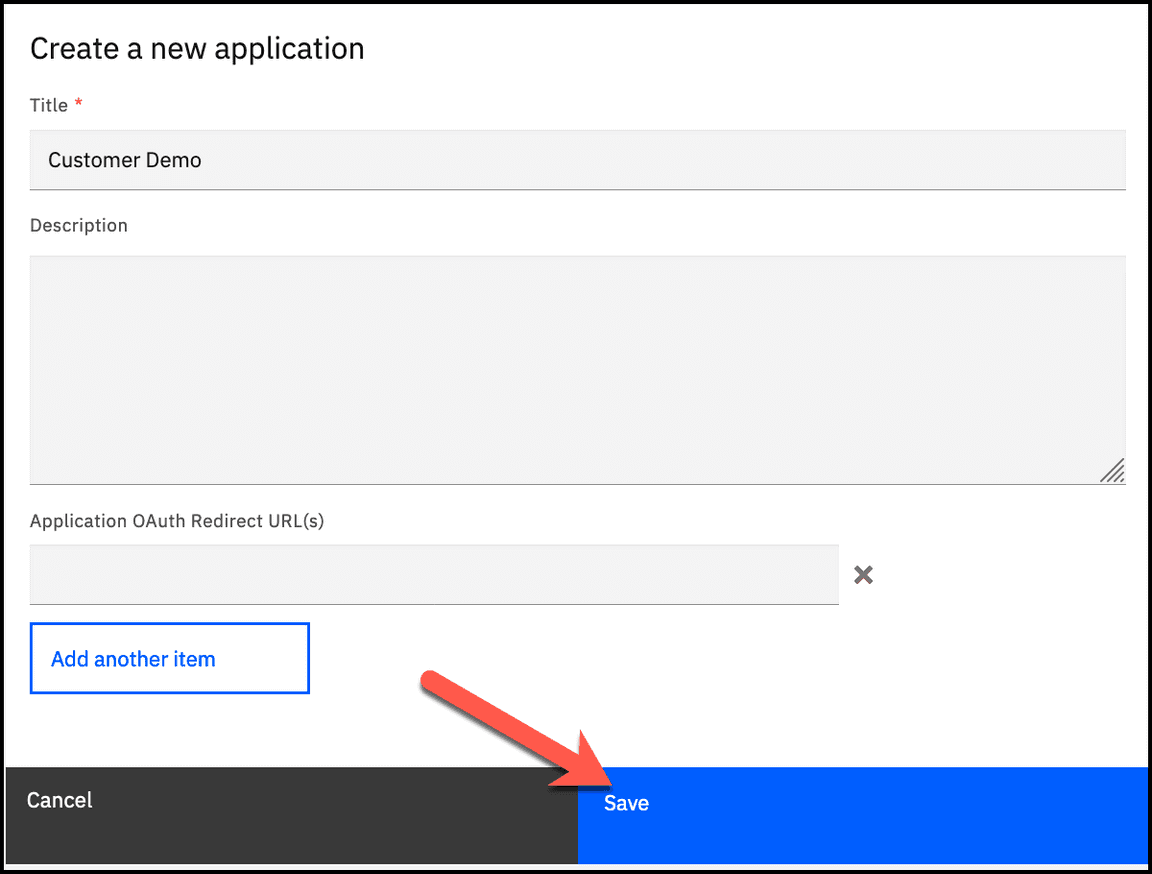 Create a new application
Title *
Customer Demo
Description
Application OAuth Redirect URL(s)
Add another item
Cancel
Save